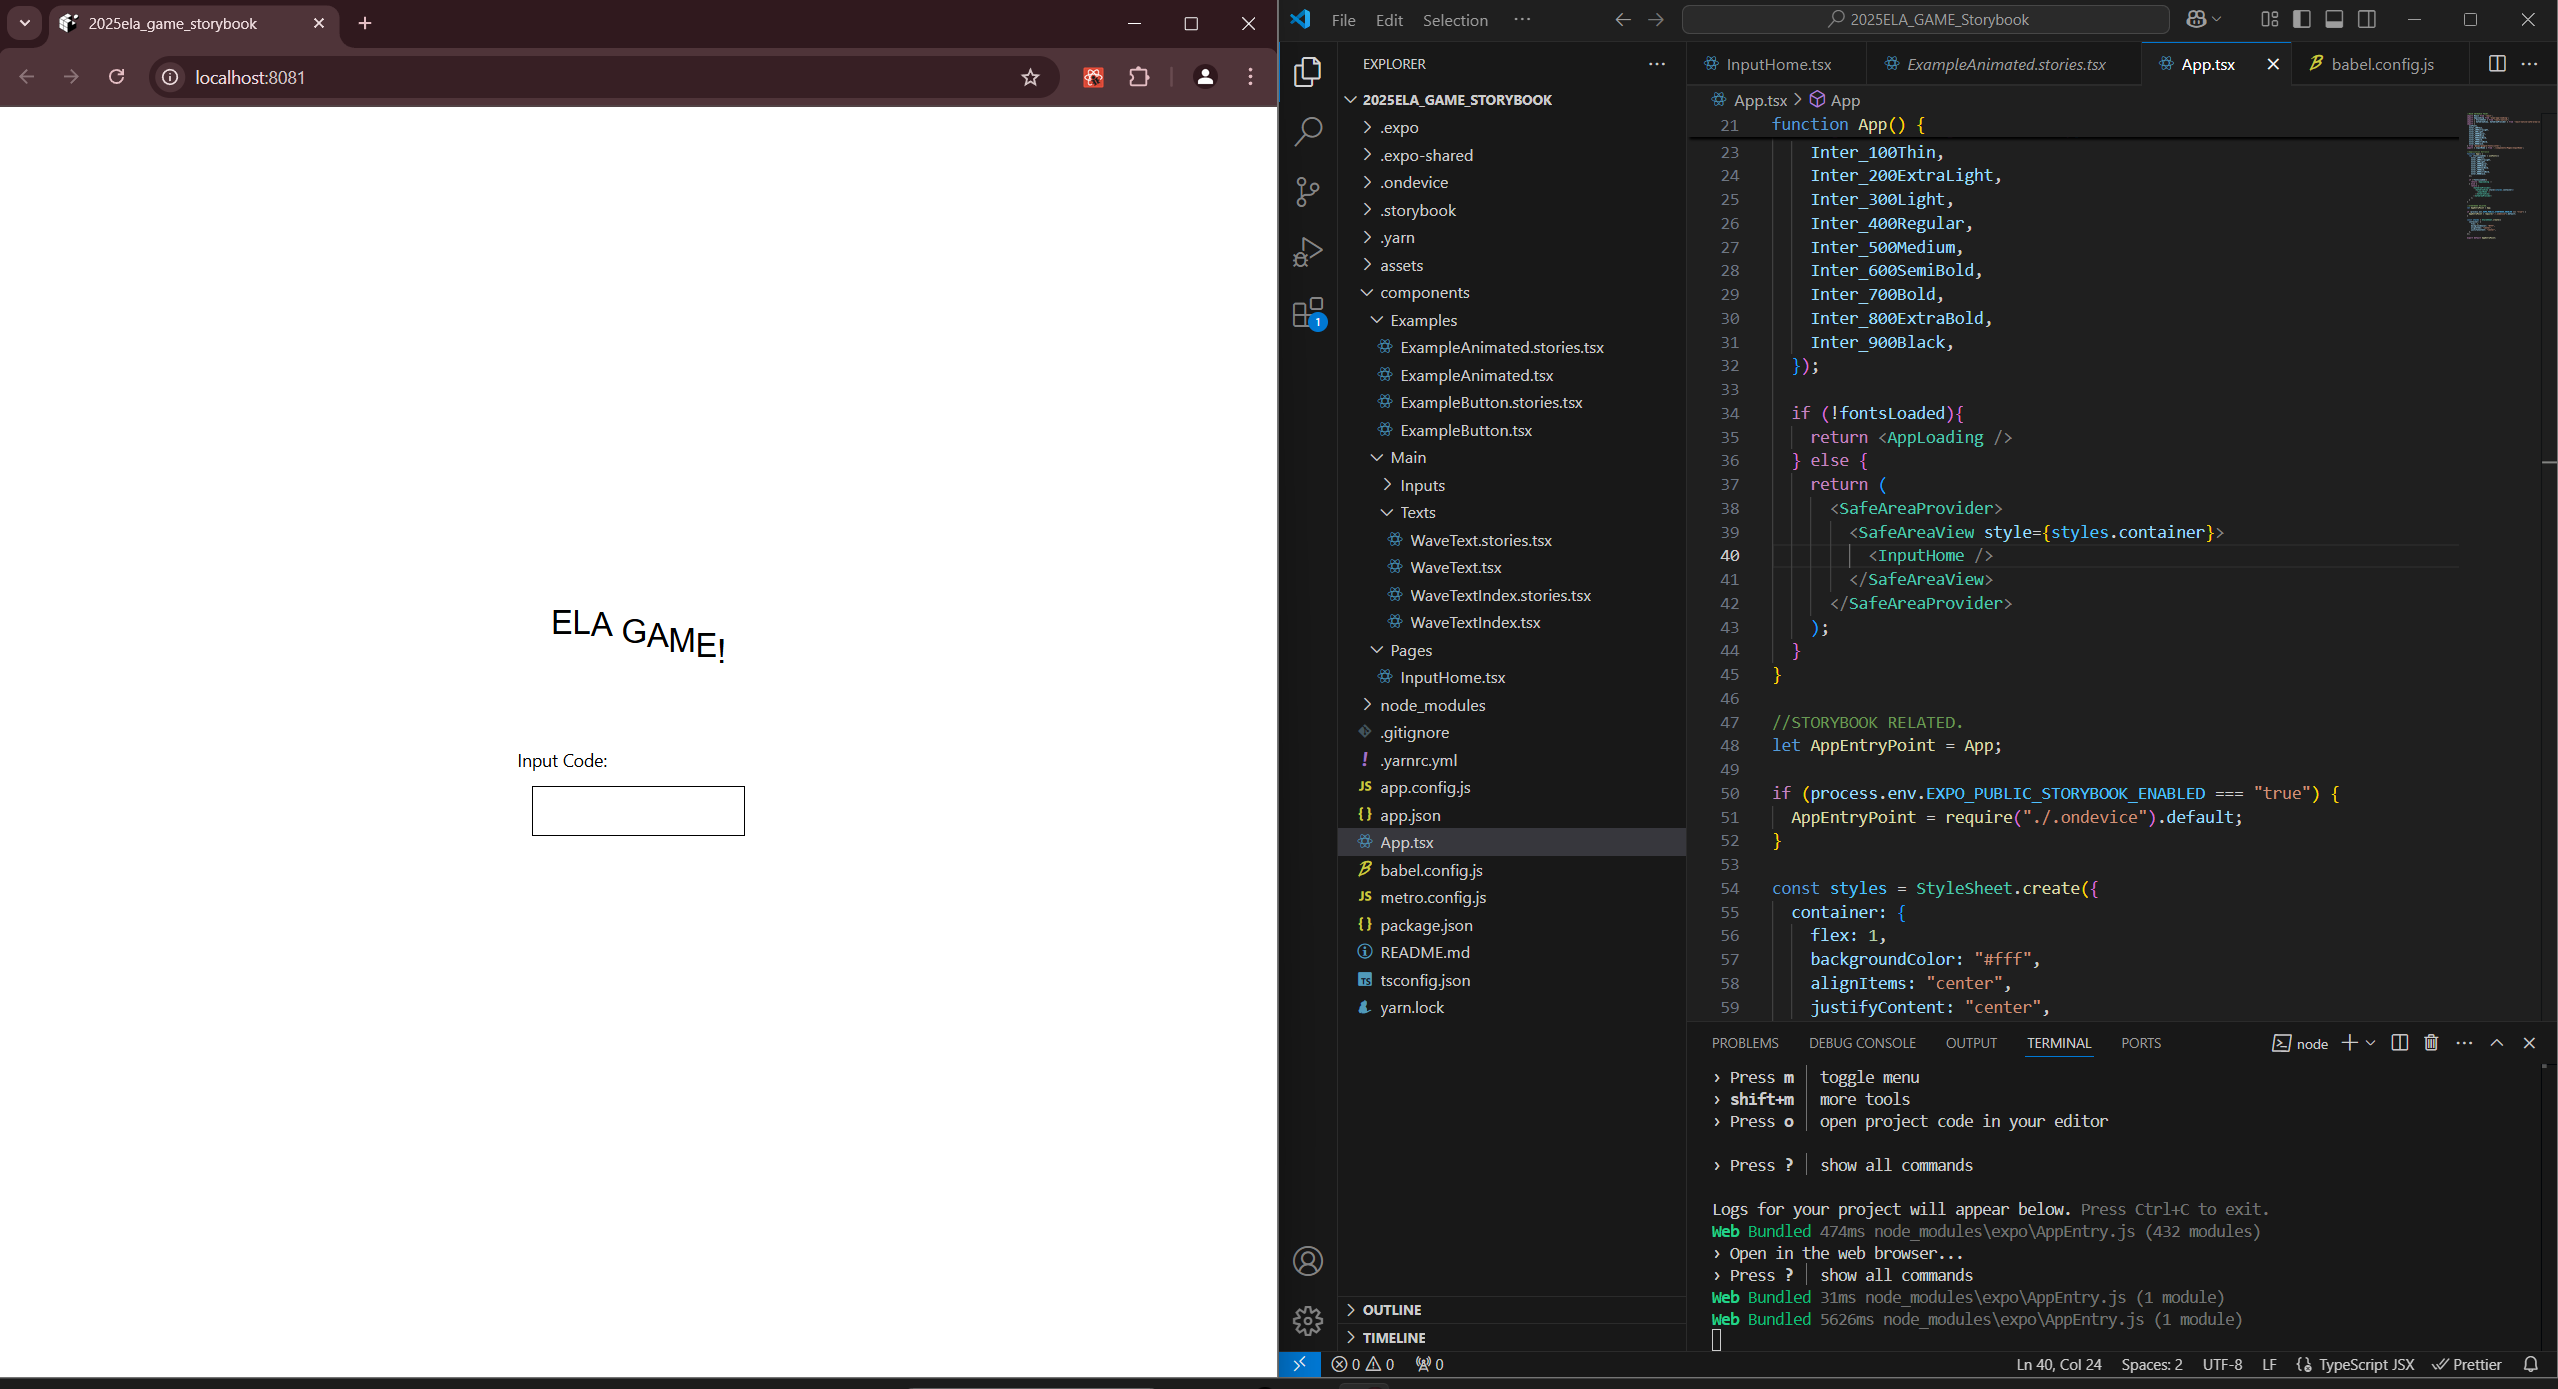 2025ela_game_storybook
localhost:8081
ELA GAME!
Input Code:
File Edit Selection ...
2025ELA_GAME_Storybook
EXPLORER
2025ELA_GAME_STORYBOOK
.expo
.expo-shared
.ondevice
.storybook
.yarn
assets
components
Examples
ExampleAnimated.stories.tsx
ExampleAnimated.tsx
ExampleButton.stories.tsx
ExampleButton.tsx
Main
Inputs
Texts
WaveText.stories.tsx
WaveText.tsx
WaveTextIndex.stories.tsx
WaveTextIndex.tsx
Pages
InputHome.tsx
node_modules
.gitignore
.yarnrc.yml
app.config.js
app.json
App.tsx
babel.config.js
metro.config.js
package.json
README.md
tsconfig.json
yarn.lock
OUTLINE
TIMELINE
1
InputHome.tsx ExampleAnimated.stories.tsx App.tsx babel.config.js
App.tsx > App
21 function App() {
23 Inter_100Thin,
24 Inter_200ExtraLight,
25 Inter_300Light,
26 Inter_400Regular,
27 Inter_500Medium,
28 Inter_600SemiBold,
29 Inter_700Bold,
30 Inter_800ExtraBold,
31 Inter_900Black,
32 });
33
34 if (!fontsLoaded){
35 return <AppLoading />
36 } else {
37 return (
38 <SafeAreaProvider>
39 <SafeAreaView style={styles.container}>
40 <InputHome />
41 </SafeAreaView>
42 </SafeAreaProvider>
43 );
44 }
45 }
46
47 //STORYBOOK RELATED.
48 let AppEntryPoint = App;
49
50 if (process.env.EXPO_PUBLIC_STORYBOOK_ENABLED === "true") {
51 AppEntryPoint = require("./.ondevice").default;
52 }
53
54 const styles = StyleSheet.create({
55 container: {
56 flex: 1,
57 backgroundColor: "#fff",
58 alignItems: "center",
59 justifyContent: "center",
PROBLEMS DEBUG CONSOLE OUTPUT TERMINAL PORTS
node
› Press m │ toggle menu
› shift+m │ more tools
› Press o │ open project code in your editor
› Press ? │ show all commands
Logs for your project will appear below. Press Ctrl+C to exit.
Web Bundled 474ms node_modules\expo\AppEntry.js (432 modules)
› Open in the web browser...
› Press ? │ show all commands
Web Bundled 31ms node_modules\expo\AppEntry.js (1 module)
Web Bundled 5626ms node_modules\expo\AppEntry.js (1 module)
0 0 0
Ln 40, Col 24 Spaces: 2 UTF-8 LF TypeScript JSX Prettier